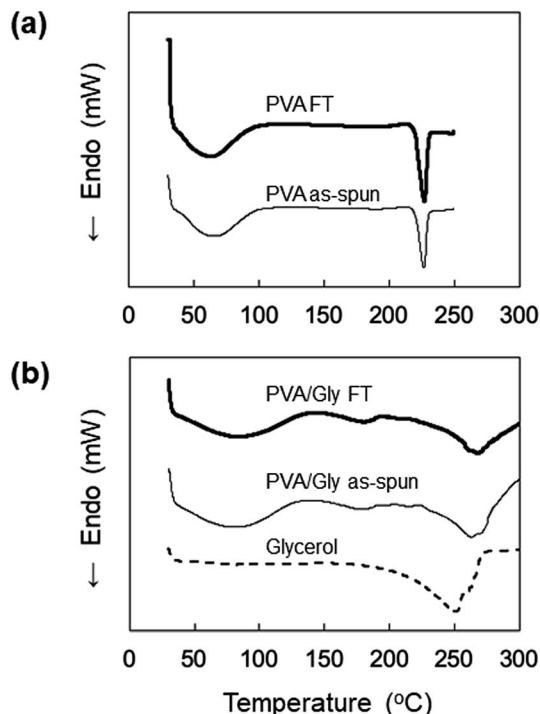 (a)
← Endo (mW)
PVA FT
PVA as-spun
0 50 100 150 200 250 300
(b)
← Endo (mW)
PVA/Gly FT
PVA/Gly as-spun
Glycerol
0 50 100 150 200 250 300
Temperature (°C)